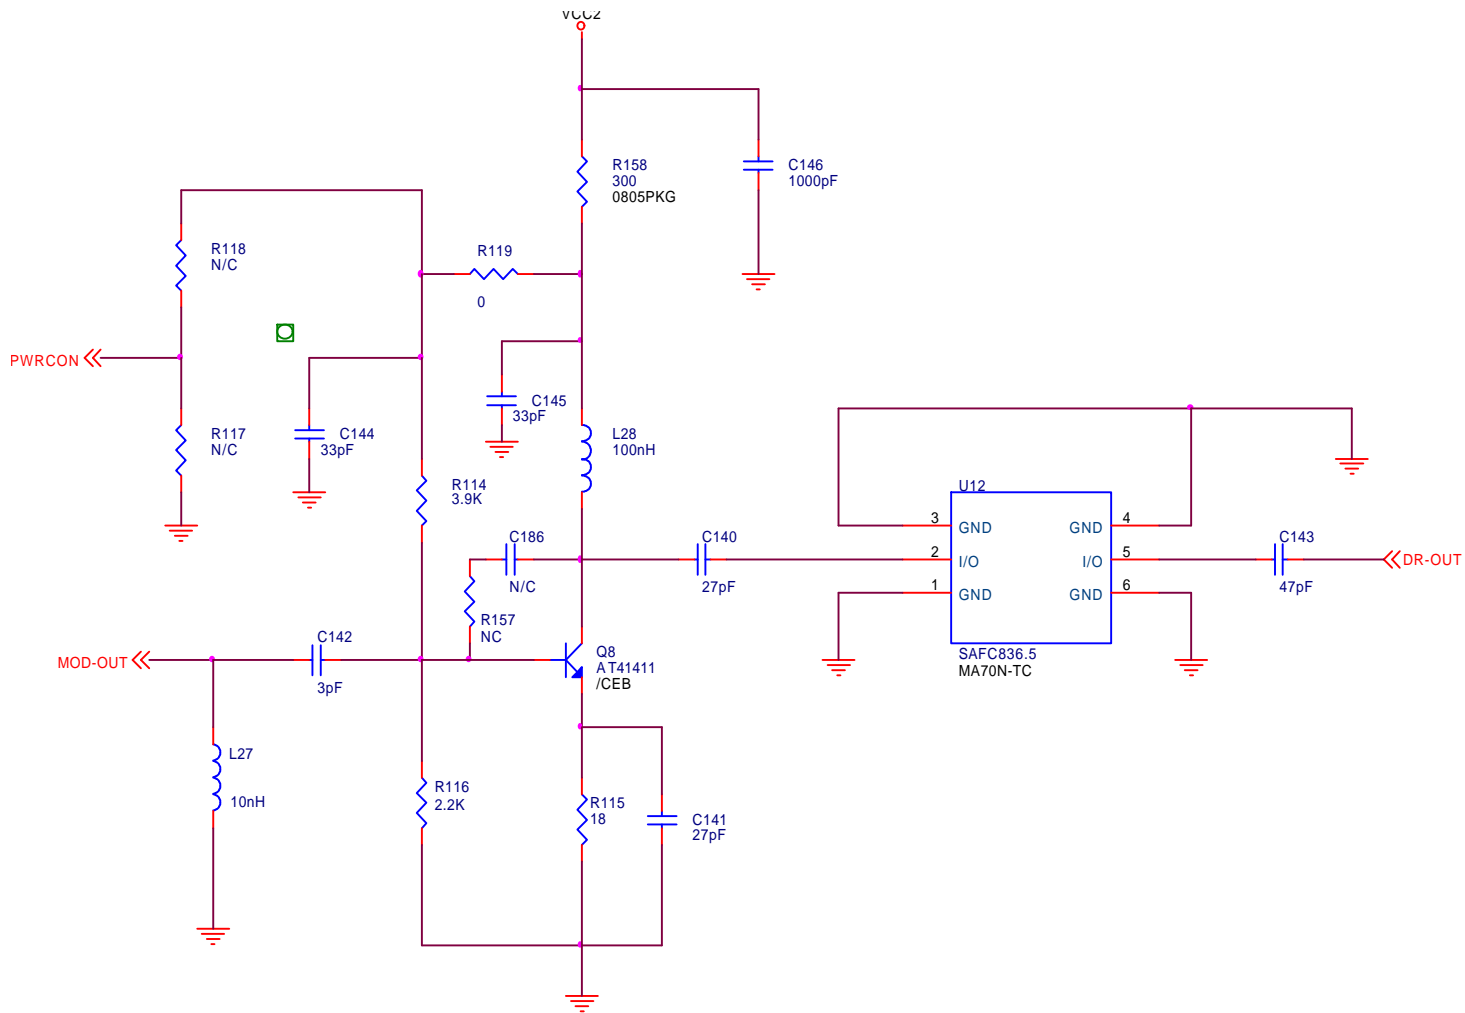 VCC2
R158
300
0805PKG
C146
1000pF
R118
N/C
R119
0
PWRCON
R117
N/C
C144
33pF
C145
33pF
L28
100nH
R114
3.9K
C186
N/C
C140
27pF
R157
NC
U12
3 GND GND 4
2 I/O I/O 5
1 GND GND 6
SAFC836.5
MA70N-TC
C143
47pF
DR-OUT
MOD-OUT
C142
3pF
Q8
AT41411
/CEB
L27
10nH
R116
2.2K
R115
18
C141
27pF